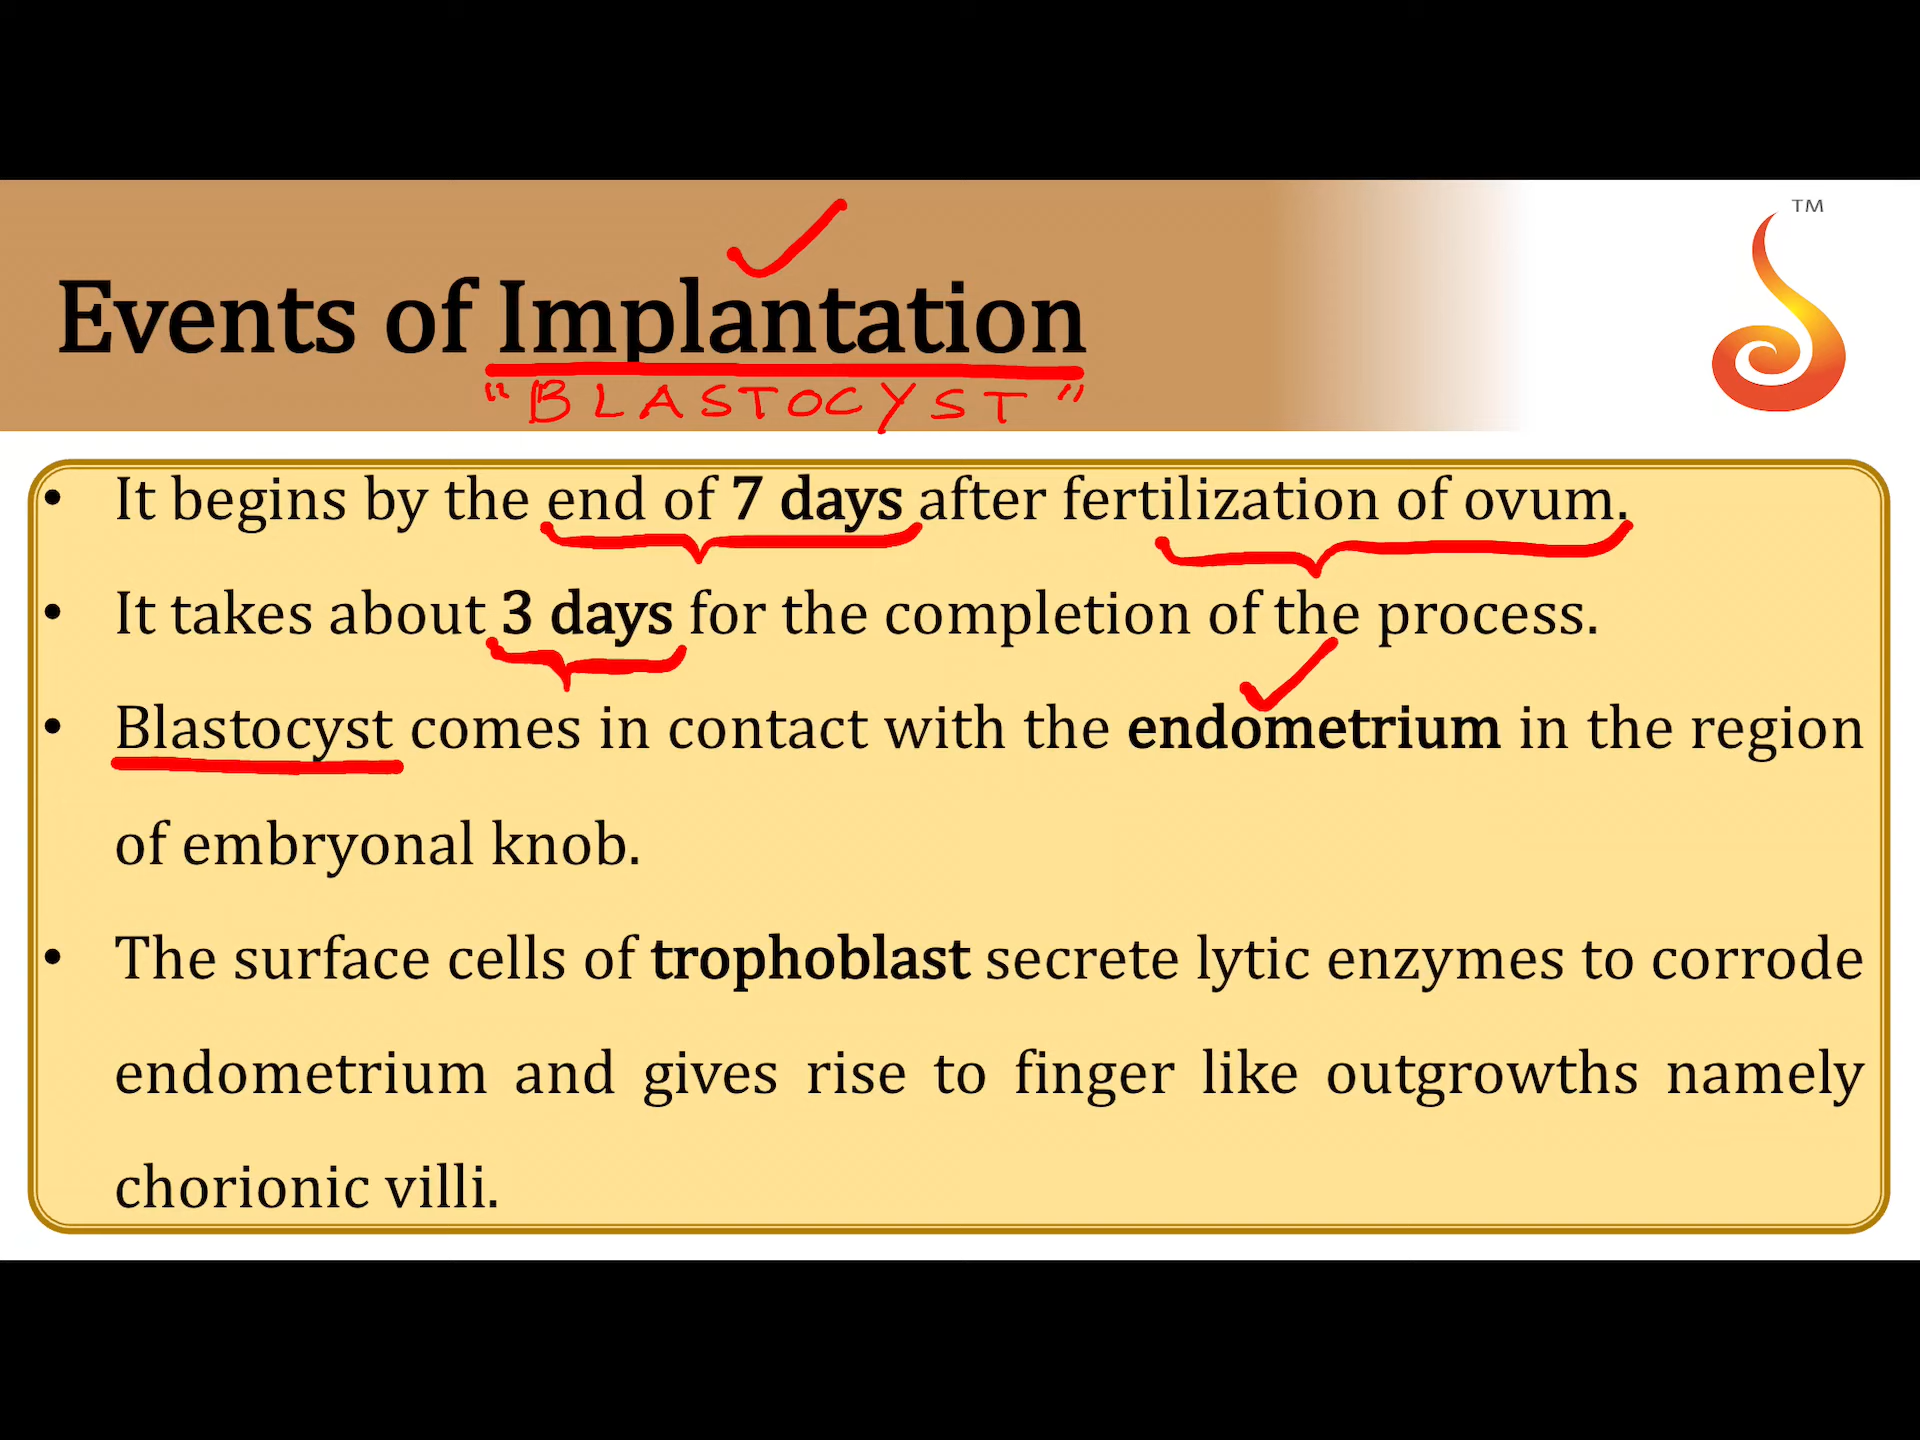 TM
Events of Implantation
"BLASTOCYST"
• It begins by the end of 7 days after fertilization of ovum.
• It takes about 3 days for the completion of the process.
• Blastocyst comes in contact with the endometrium in the region
of embryonal knob.
• The surface cells of trophoblast secrete lytic enzymes to corrode
endometrium and gives rise to finger like outgrowths namely
chorionic villi.